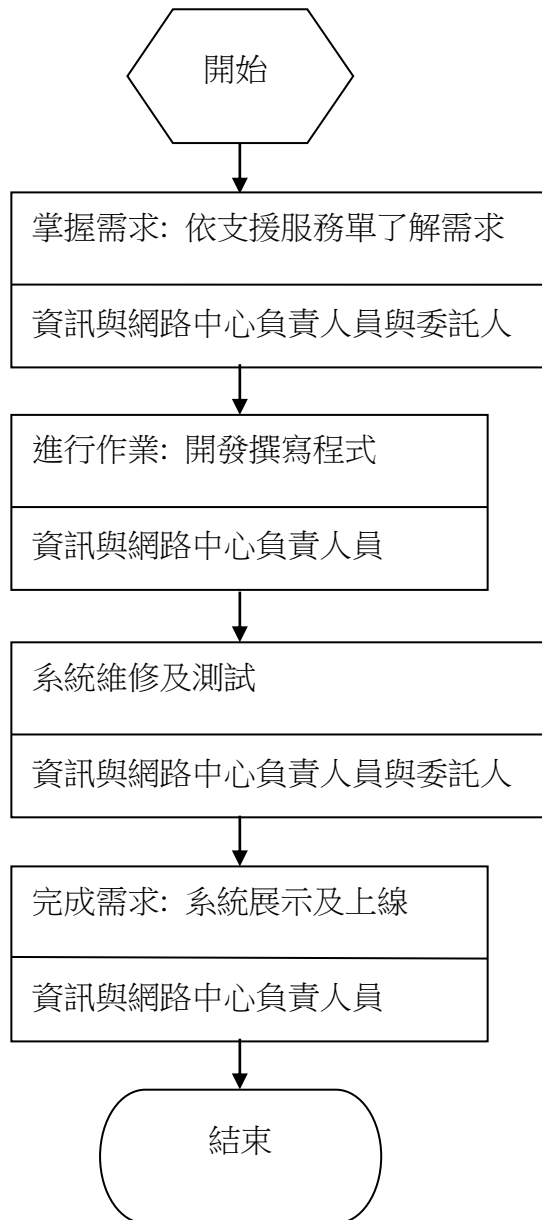 開始
掌握需求: 依支援服務單了解需求
資訊與網路中心負責人員與委託人
進行作業: 開發撰寫程式
資訊與網路中心負責人員
系統維修及測試
資訊與網路中心負責人員與委託人
完成需求: 系統展示及上線
資訊與網路中心負責人員
結束